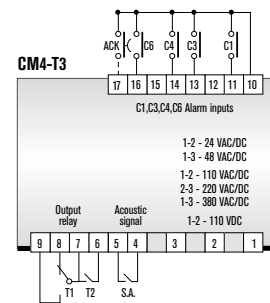 ACK C6 C4 C3 C1
CM4-T3
17 16 15 14 13 12 11 10
C1,C3,C4,C6 Alarm inputs
1-2 - 24 VAC/DC
1-3 - 48 VAC/DC
1-2 - 110 VAC/DC
2-3 - 220 VAC/DC
1-3 - 380 VAC/DC
1-2 - 110 VDC
Output relay
Acoustic signal
9 8 7 6 5 4 3 2 1
T1 T2 S.A.